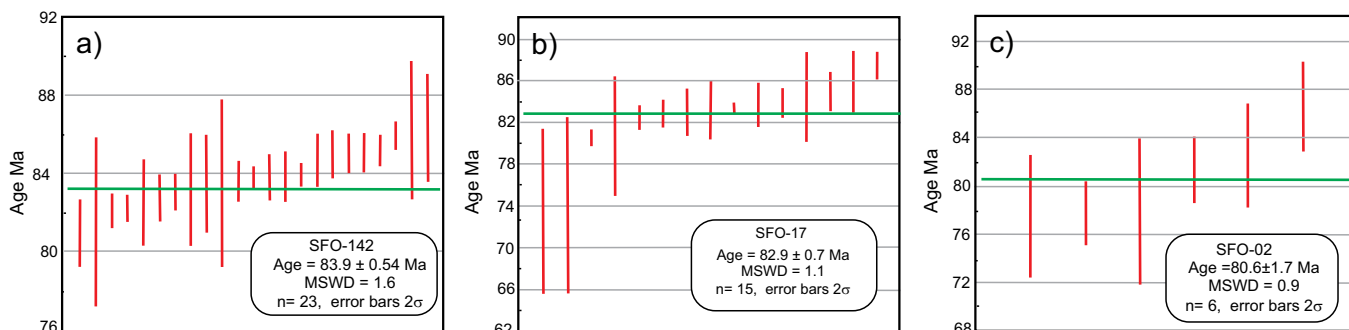 a)
Age Ma
92
88
84
80
76
SFO-142
Age = 83.9 ± 0.54 Ma
MSWD = 1.6
n= 23, error bars 2σ
b)
Age Ma
90
86
82
78
74
70
66
62
SFO-17
Age = 82.9 ± 0.7 Ma
MSWD = 1.1
n= 15, error bars 2σ
c)
Age Ma
92
88
84
80
76
72
68
SFO-02
Age =80.6±1.7 Ma
MSWD = 0.9
n= 6, error bars 2σ